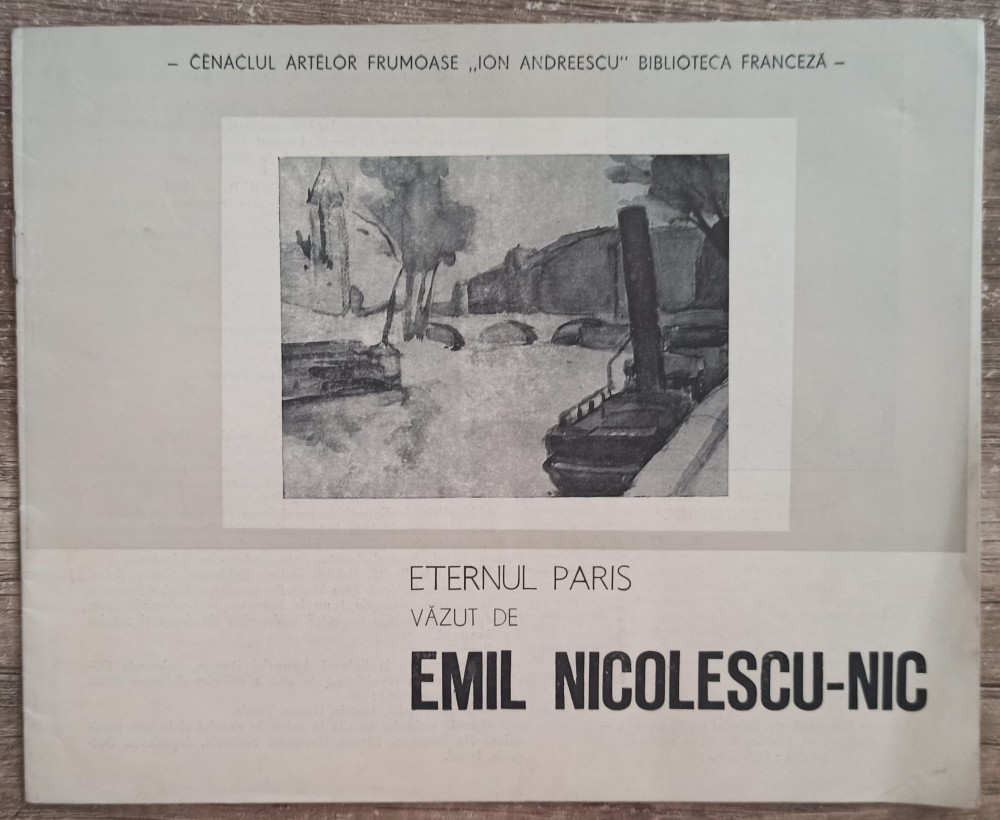 – CENACLUL ARTELOR FRUMOASE „ION ANDREESCU” BIBLIOTECA FRANCEZĂ –
ETERNUL PARIS
VĂZUT DE
EMIL NICOLESCU-NIC